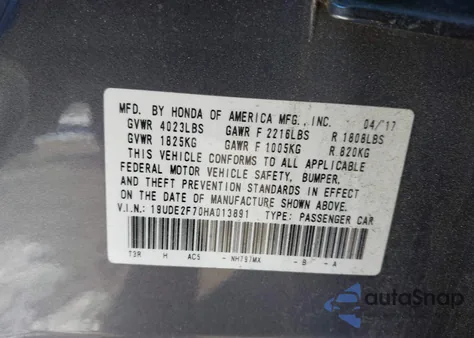 MFD. BY HONDA OF AMERICA MFG., INC. 04/17
GVWR 4023LBS GAWR F 2216LBS R 1808LBS
GVWR 1825KG GAWR F 1005KG R 820KG
THIS VEHICLE CONFORMS TO ALL APPLICABLE
FEDERAL MOTOR VEHICLE SAFETY, BUMPER,
AND THEFT PREVENTION STANDARDS IN EFFECT
ON THE DATE OF MANUFACTURE SHOWN ABOVE.
V.I.N.: 19UDE2F70HA013891 TYPE: PASSENGER CAR
T3R H AC5 - NH797MX - B - A
autoSnap